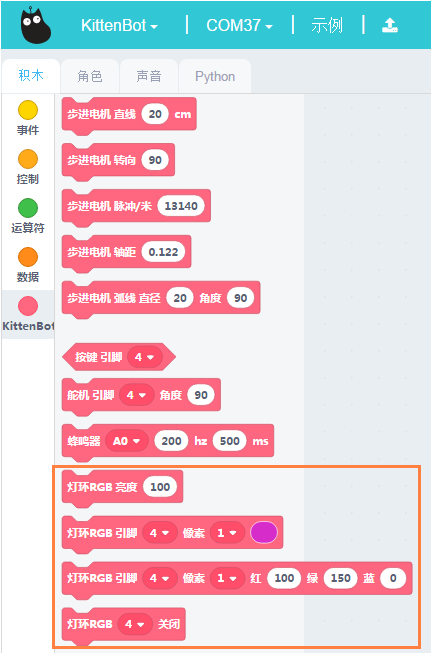 KittenBot COM37 示例
积木 角色 声音 Python
事件
控制
运算符
数据
KittenBot
步进电机 直线 20 cm
步进电机 转向 90
步进电机 脉冲/米 13140
步进电机 轴距 0.122
步进电机 弧线 直径 20 角度 90
按键 引脚 4
舵机 引脚 4 角度 90
蜂鸣器 A0 200 hz 500 ms
灯环RGB 亮度 100
灯环RGB 引脚 4 像素 1
灯环RGB 引脚 4 像素 1 红 100 绿 150 蓝 0
灯环RGB 4 关闭